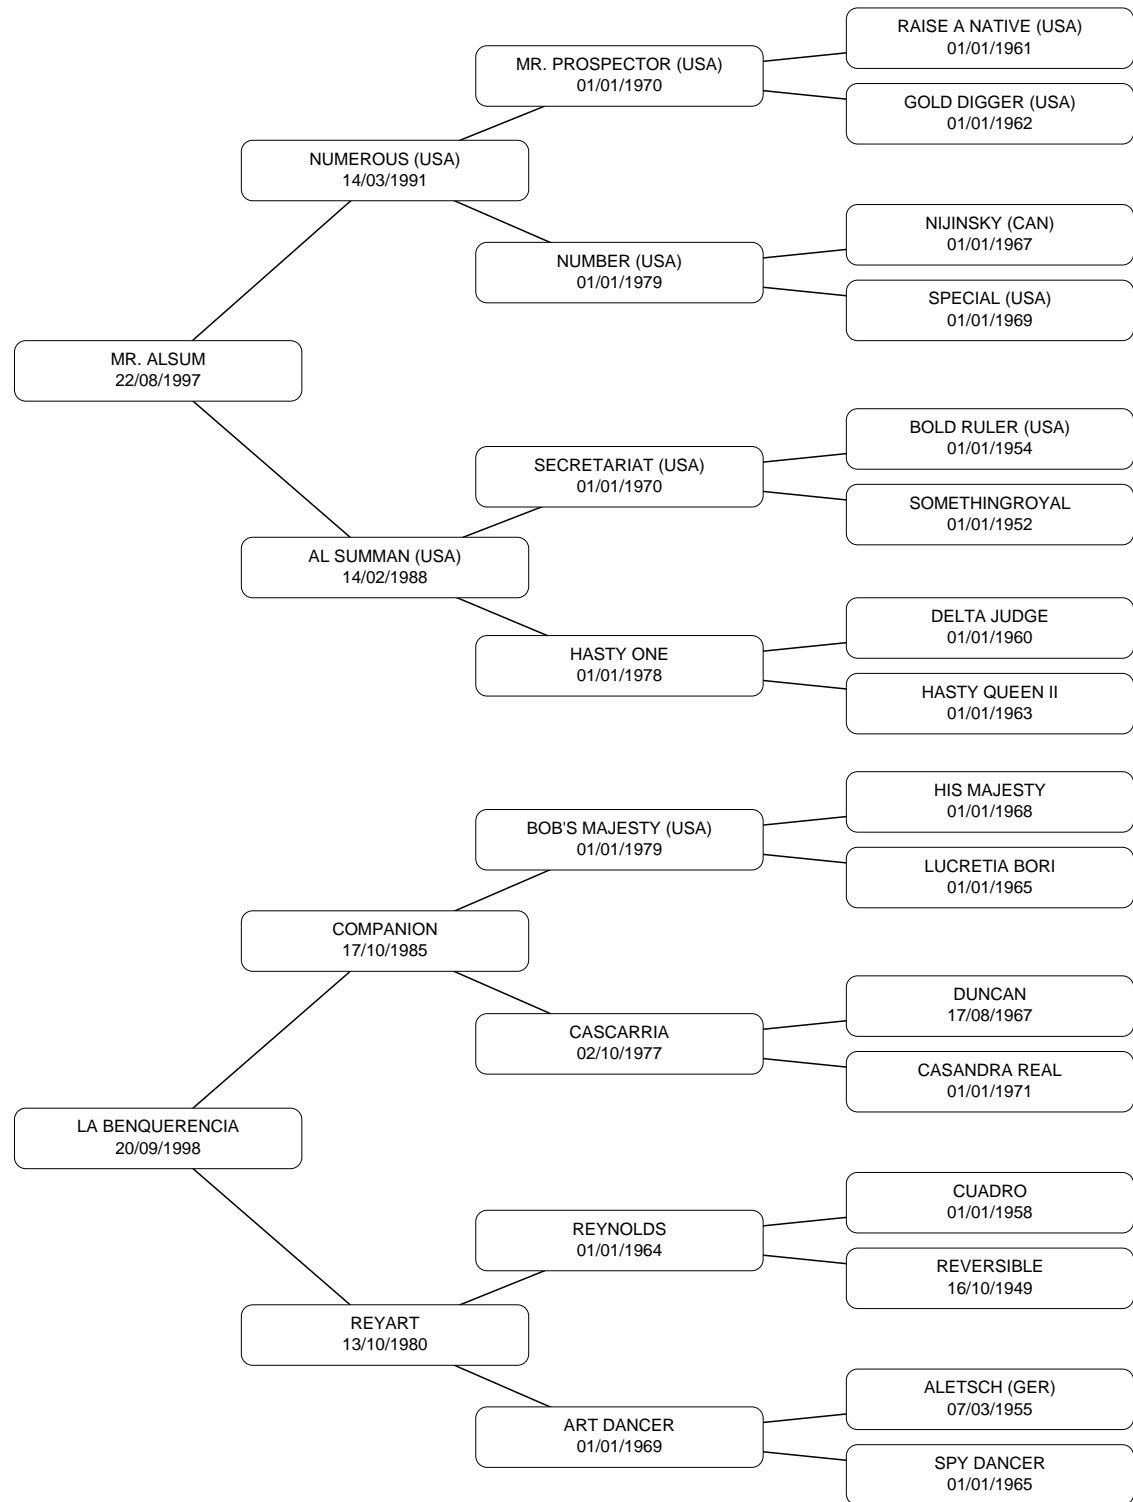 RAISE A NATIVE (USA)
01/01/1961
MR. PROSPECTOR (USA)
01/01/1970
GOLD DIGGER (USA)
01/01/1962
NUMEROUS (USA)
14/03/1991
NIJINSKY (CAN)
01/01/1967
NUMBER (USA)
01/01/1979
SPECIAL (USA)
01/01/1969
MR. ALSUM
22/08/1997
BOLD RULER (USA)
01/01/1954
SECRETARIAT (USA)
01/01/1970
SOMETHINGROYAL
01/01/1952
AL SUMMAN (USA)
14/02/1988
DELTA JUDGE
01/01/1960
HASTY ONE
01/01/1978
HASTY QUEEN II
01/01/1963
HIS MAJESTY
01/01/1968
BOB'S MAJESTY (USA)
01/01/1979
LUCRETIA BORI
01/01/1965
COMPANION
17/10/1985
DUNCAN
17/08/1967
CASCARRIA
02/10/1977
CASANDRA REAL
01/01/1971
LA BENQUERENCIA
20/09/1998
CUADRO
01/01/1958
REYNOLDS
01/01/1964
REVERSIBLE
16/10/1949
REYART
13/10/1980
ALETSCH (GER)
07/03/1955
ART DANCER
01/01/1969
SPY DANCER
01/01/1965